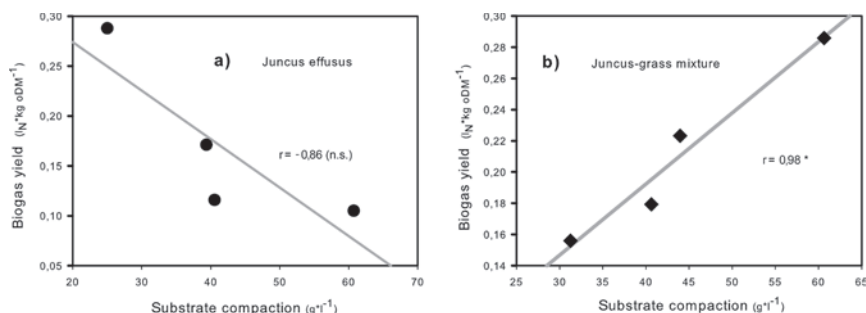 Biogas yield (lN*kg oDM⁻¹)
0,30
0,25
0,20
0,15
0,10
0,05
a) Juncus effusus
r= -0,86 (n.s.)
20 30 40 50 60 70
Substrate compaction (g*l⁻¹)
Biogas yield (lN*kg oDM⁻¹)
0,30
0,28
0,26
0,24
0,22
0,20
0,18
0,16
0,14
b) Juncus-grass mixture
r = 0,98 *
25 30 35 40 45 50 55 60 65
Substrate compaction (g*l⁻¹)